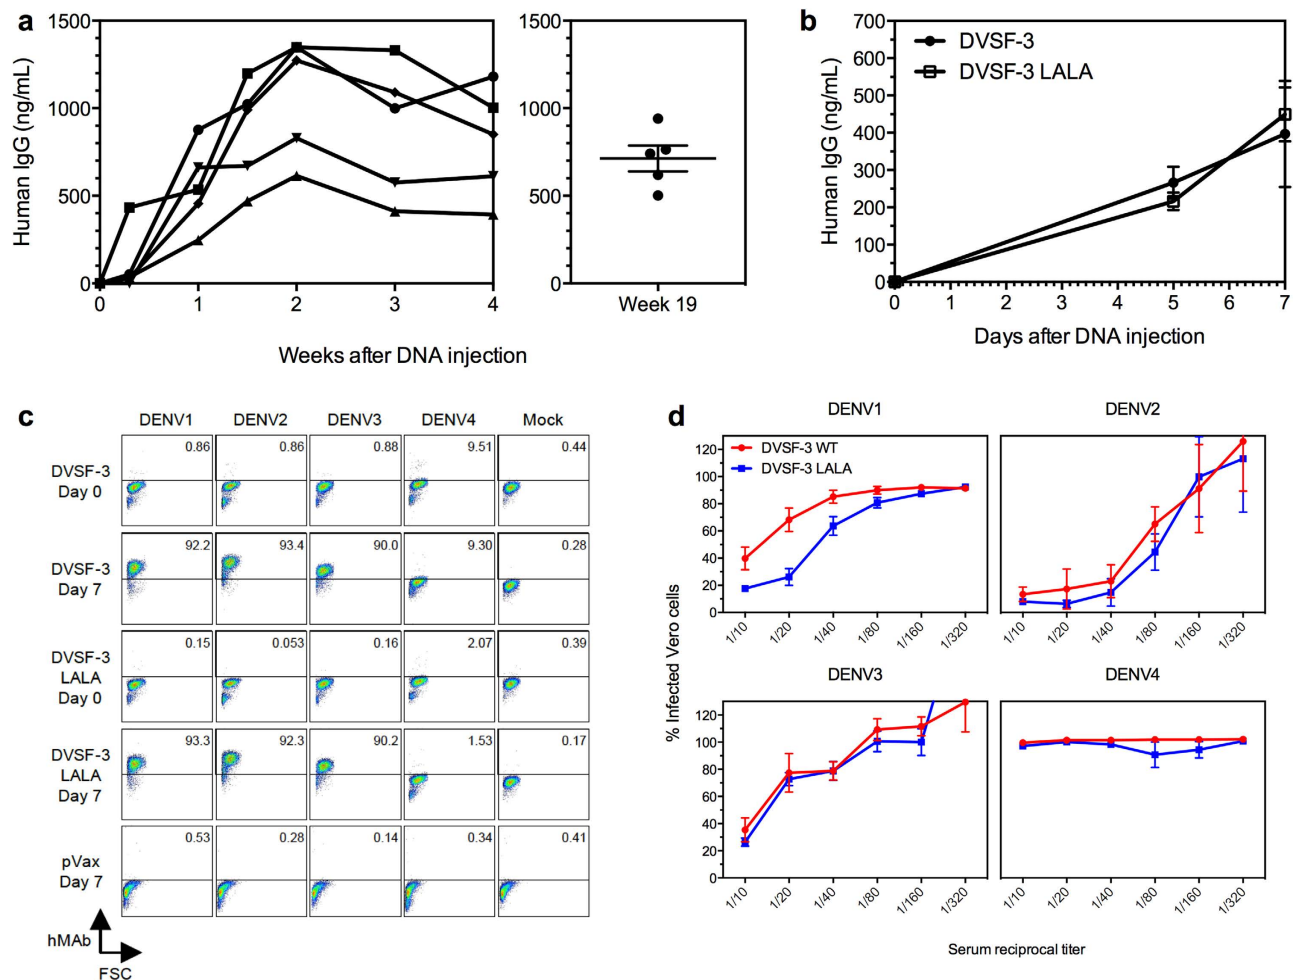 a
1500
1000
500
0
Human IgG (ng/mL)
0 1 2 3 4
1500
1000
500
0
Week 19
Weeks after DNA injection
b
700
600
500
400
300
200
100
0
Human IgG (ng/mL)
DVSF-3
DVSF-3 LALA
0 1 2 3 4 5 6 7
Days after DNA injection
c
DENV1 DENV2 DENV3 DENV4 Mock
DVSF-3
Day 0
0.86 0.86 0.88 9.51 0.44
DVSF-3
Day 7
92.2 93.4 90.0 9.30 0.28
DVSF-3
LALA
Day 0
0.15 0.053 0.16 2.07 0.39
DVSF-3
LALA
Day 7
93.3 92.3 90.2 1.53 0.17
pVax
Day 7
0.53 0.28 0.14 0.34 0.41
hMAb
FSC
d
% Infected Vero cells
DENV1
120
100
80
60
40
20
0
DVSF-3 WT
DVSF-3 LALA
1/10 1/20 1/40 1/80 1/160 1/320
DENV2
1/10 1/20 1/40 1/80 1/160 1/320
DENV3
120
100
80
60
40
20
0
1/10 1/20 1/40 1/80 1/160 1/320
DENV4
1/10 1/20 1/40 1/80 1/160 1/320
Serum reciprocal titer